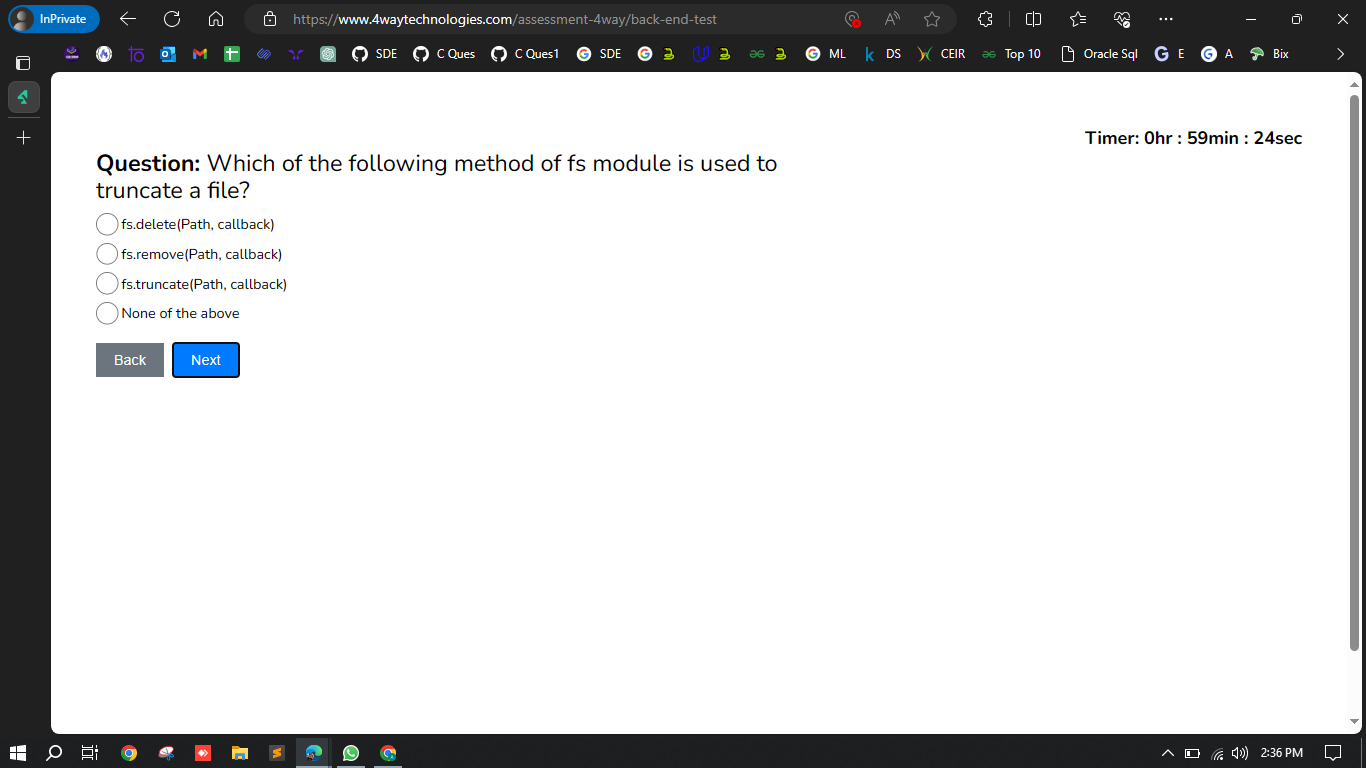 InPrivate
https://www.4waytechnologies.com/assessment-4way/back-end-test
SDE
C Ques
C Ques1
SDE
ML
DS
CEIR
Top 10
Oracle Sql
E
A
Bix
Timer: 0hr : 59min : 24sec
Question: Which of the following method of fs module is used to
truncate a file?
fs.delete(Path, callback)
fs.remove(Path, callback)
fs.truncate(Path, callback)
None of the above
Back
Next
2:36 PM